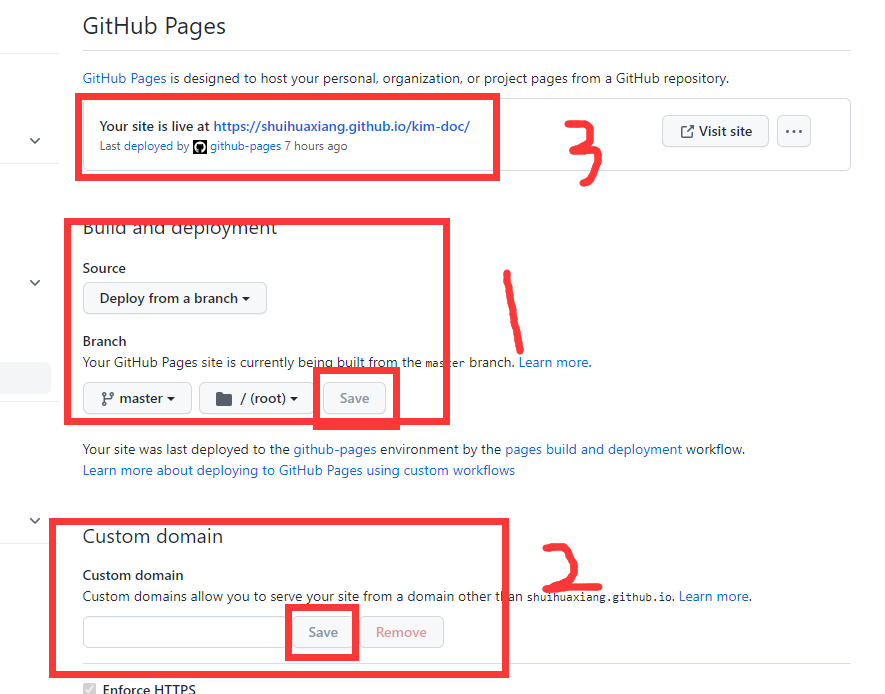 GitHub Pages
GitHub Pages is designed to host your personal, organization, or project pages from a GitHub repository.
Your site is live at https://shuihuaxiang.github.io/kim-doc/
Last deployed by github-pages 7 hours ago
Visit site
3
Build and deployment
Source
Deploy from a branch
1
Branch
Your GitHub Pages site is currently being built from the master branch. Learn more.
master / (root) Save
Your site was last deployed to the github-pages environment by the pages build and deployment workflow.
Learn more about deploying to GitHub Pages using custom workflows
Custom domain
2
Custom domain
Custom domains allow you to serve your site from a domain other than shuihuaxiang.github.io. Learn more.
Save Remove
Enforce HTTPS